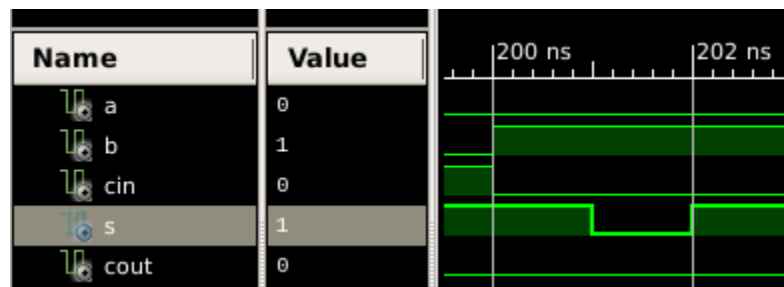 Name Value 200 ns 202 ns
a 0
b 1
cin 0
s 1
cout 0